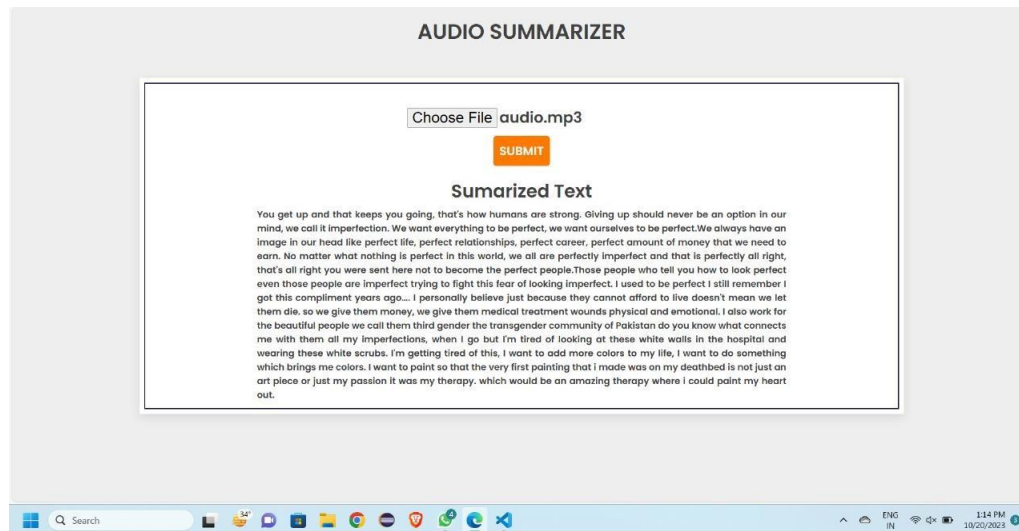 AUDIO SUMMARIZER
Choose File audio.mp3
SUBMIT
Sumarized Text
You get up and that keeps you going, that's how humans are strong. Giving up should never be an option in our
mind, we call it imperfection. We want everything to be perfect, we want ourselves to be perfect.We always have an
image in our head like perfect life, perfect relationships, perfect career, perfect amount of money that we need to
earn. No matter what nothing is perfect in this world, we all are perfectly imperfect and that is perfectly all right,
that's all right you were sent here not to become the perfect people.Those people who tell you how to look perfect
even those people are imperfect trying to fight this fear of looking imperfect. I used to be perfect I still remember I
got this compliment years ago.... I personally believe just because they cannot afford to live doesn't mean we let
them die. so we give them money, we give them medical treatment wounds physical and emotional. I also work for
the beautiful people we call them third gender the transgender community of Pakistan do you know what connects
me with them all my imperfections, when I go but I'm tired of looking at these white walls in the hospital and
wearing these white scrubs. I'm getting tired of this, I want to add more colors to my life, I want to do something
which brings me colors. I want to paint so that the very first painting that i made was on my deathbed is not just an
art piece or just my passion it was my therapy. which would be an amazing therapy where i could paint my heart
out.
Search
34°
4
ENG
IN
1:14 PM
10/20/2023
3